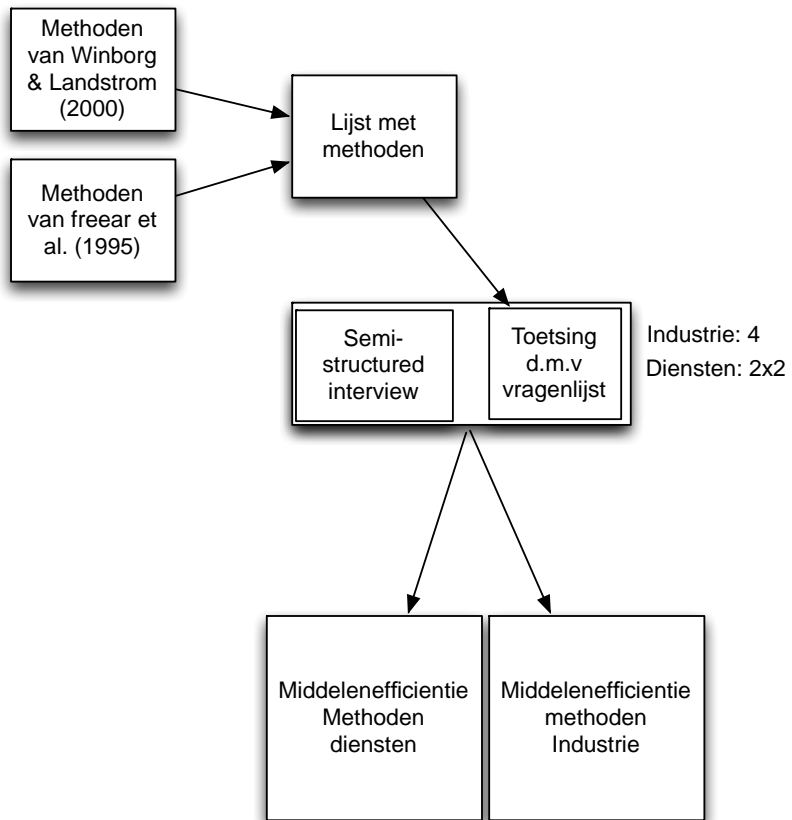 Methoden
van Winborg
& Landstrom
(2000)
Lijst met
methoden
Methoden
van freear et
al. (1995)
Semi-
structured
interview
Toetsing
d.m.v
vragenlijst
Industrie: 4
Diensten: 2x2
Middelenefficientie
Methoden
diensten
Middelenefficientie
methoden
Industrie